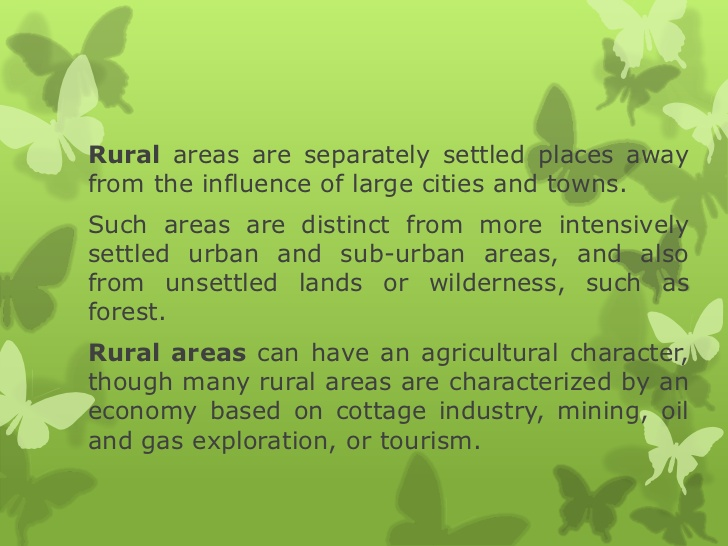 Rural areas are separately settled places away
from the influence of large cities and towns.
Such areas are distinct from more intensively
settled urban and sub-urban areas, and also
from unsettled lands or wilderness, such as
forest.
Rural areas can have an agricultural character,
though many rural areas are characterized by an
economy based on cottage industry, mining, oil
and gas exploration, or tourism.